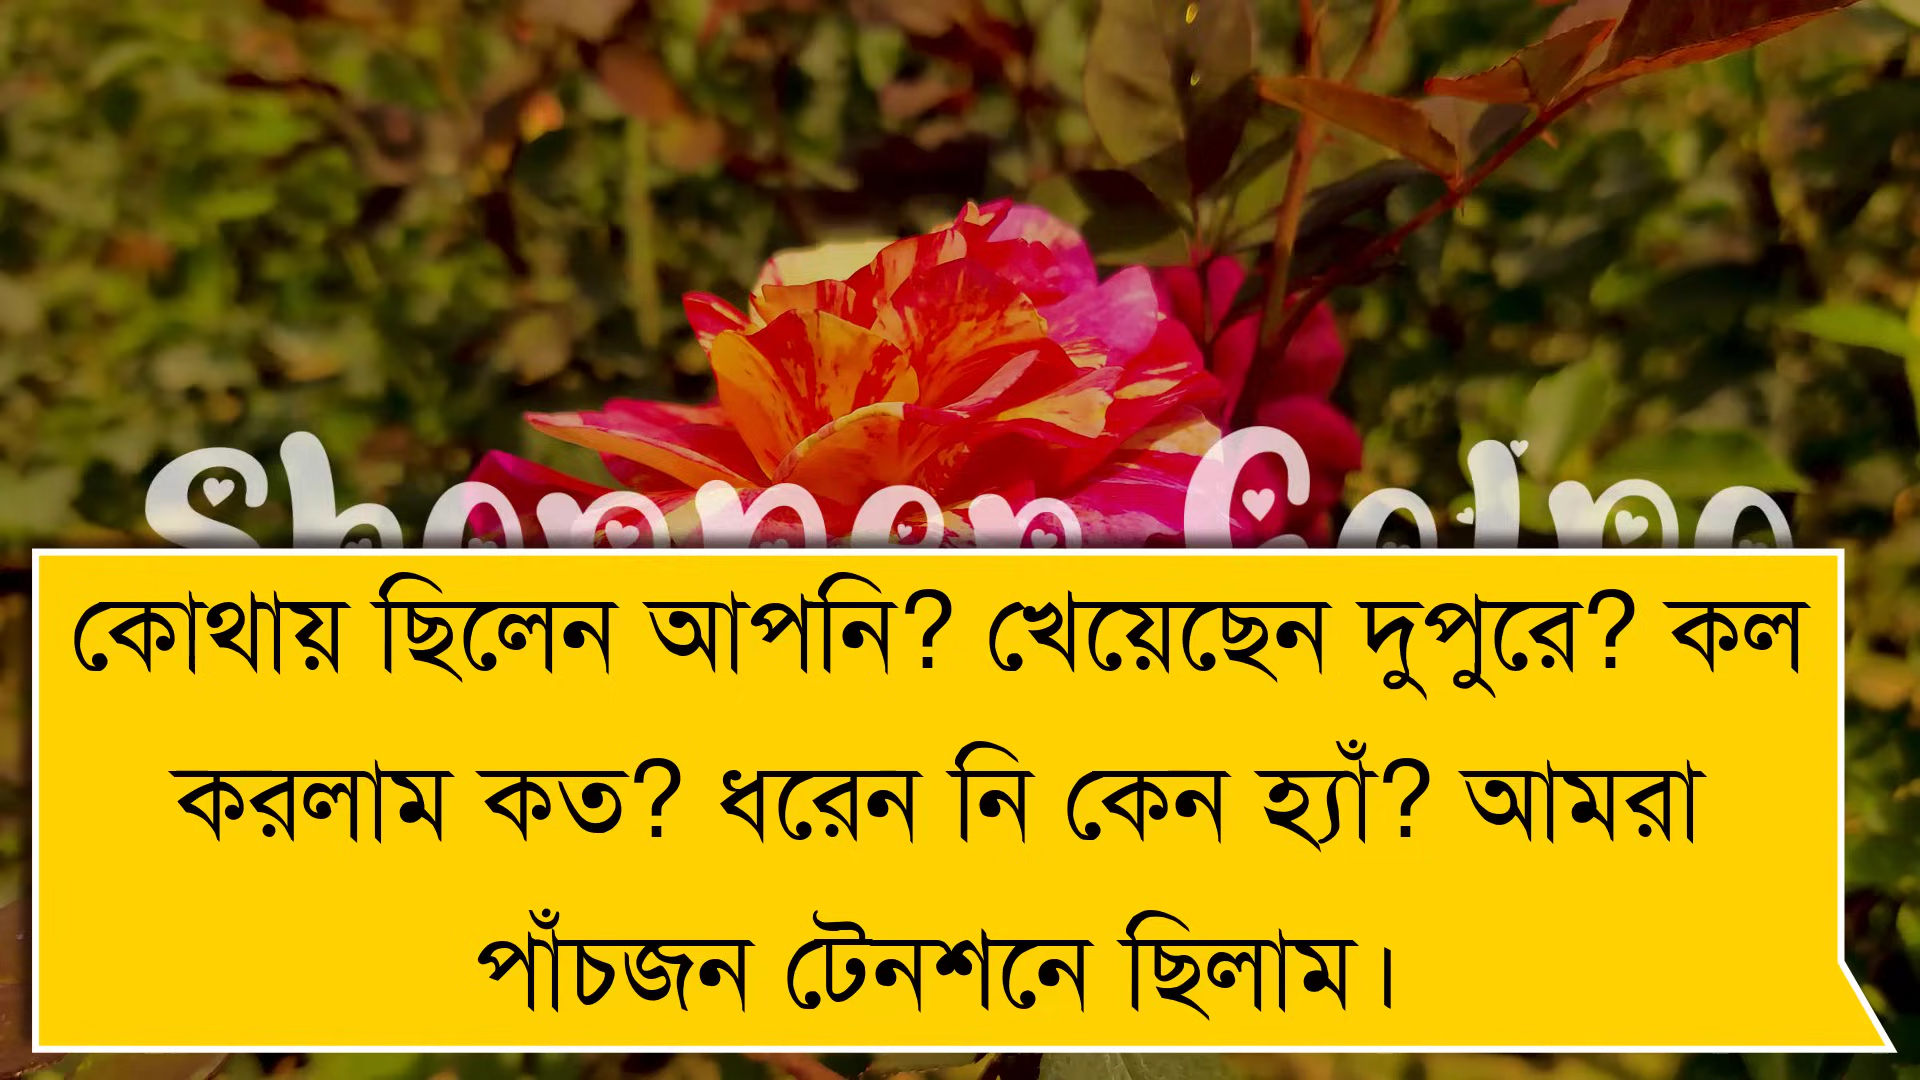 কোথায় ছিলেন আপনি? খেয়েছেন দুপুরে? কল
করলাম কত? ধরেন নি কেন হ্যাঁ? আমরা
পাঁচজন টেনশনে ছিলাম।